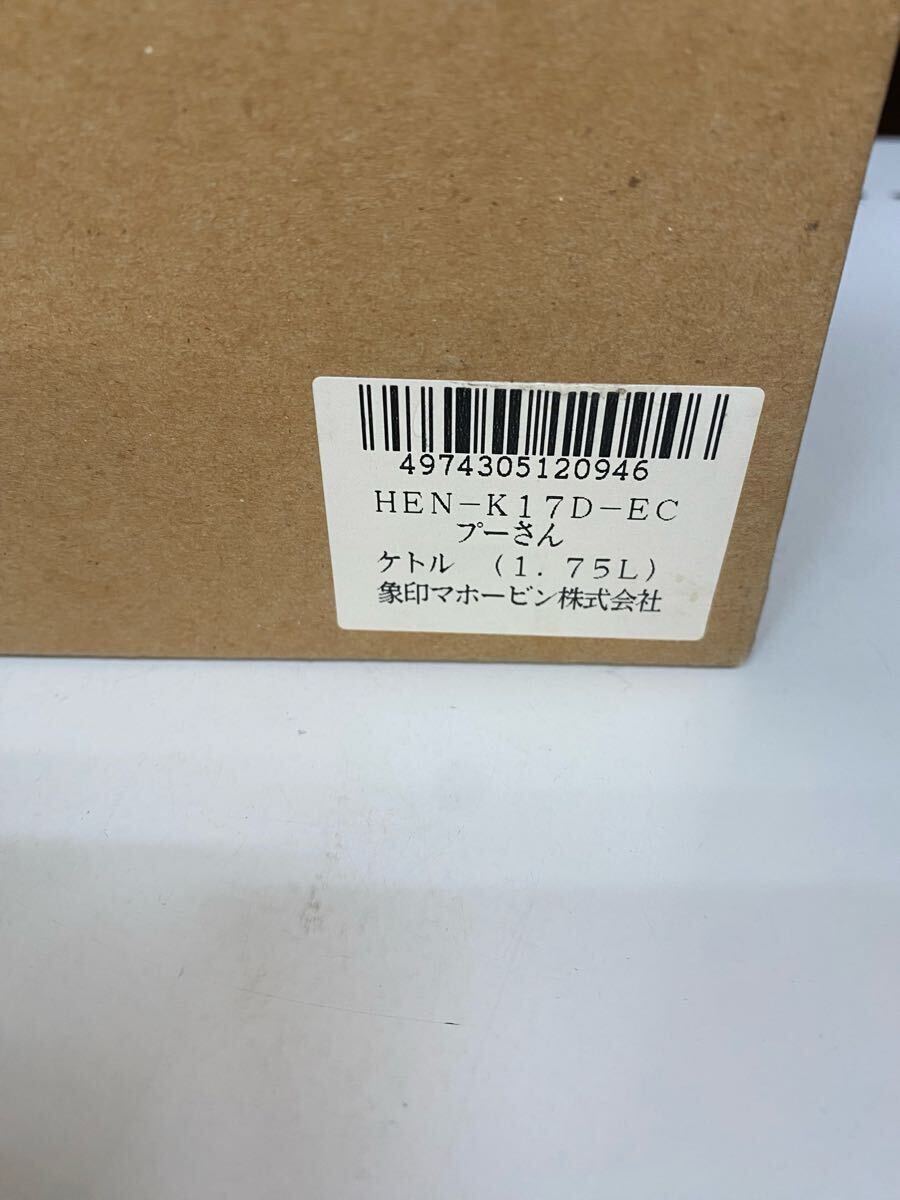 4974305120946
HEN-K17D-EC
プーさん
ケトル (1.75L)
象印マホービン株式会社